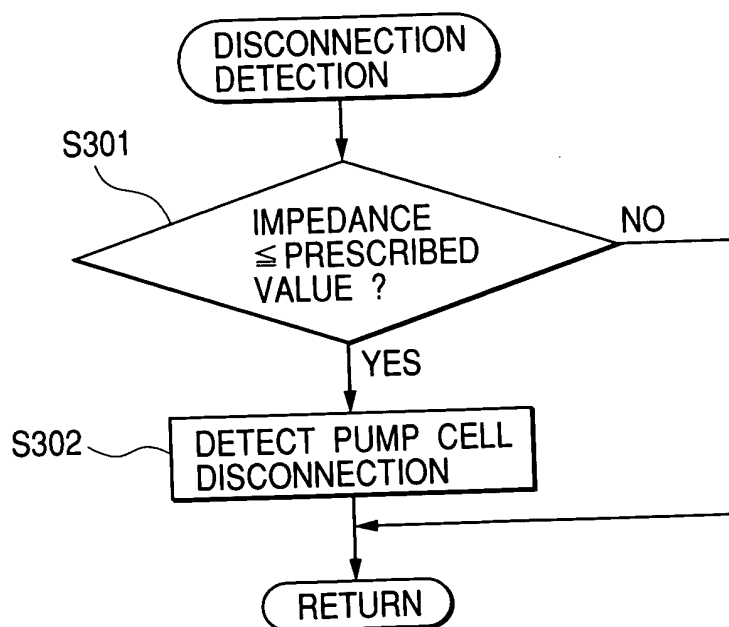 DISCONNECTION
DETECTION
S301
IMPEDANCE
≦ PRESCRIBED
VALUE ?
NO
YES
S302
DETECT PUMP CELL
DISCONNECTION
RETURN